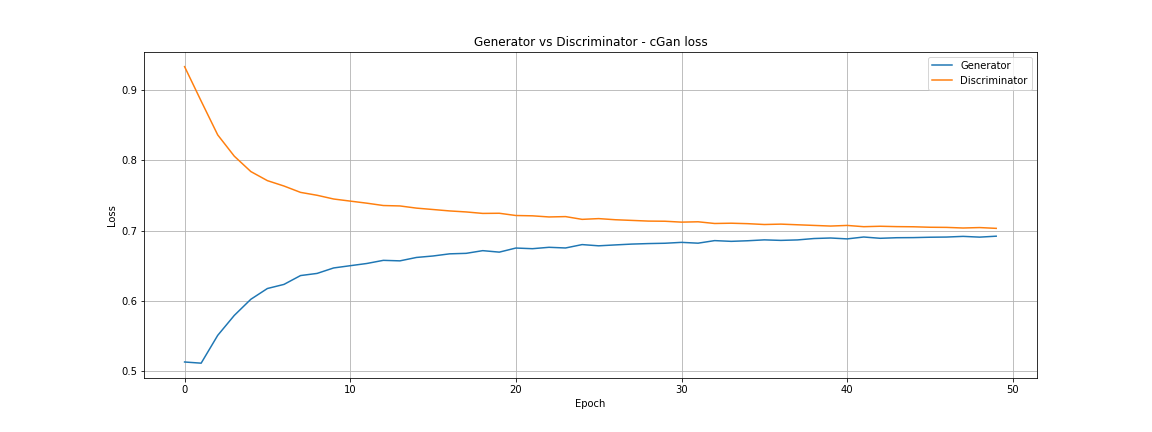 Generator vs Discriminator - cGan loss
Generator
Discriminator
0.9
0.8
0.7
0.6
0.5
Loss
0
10
20
30
40
50
Epoch